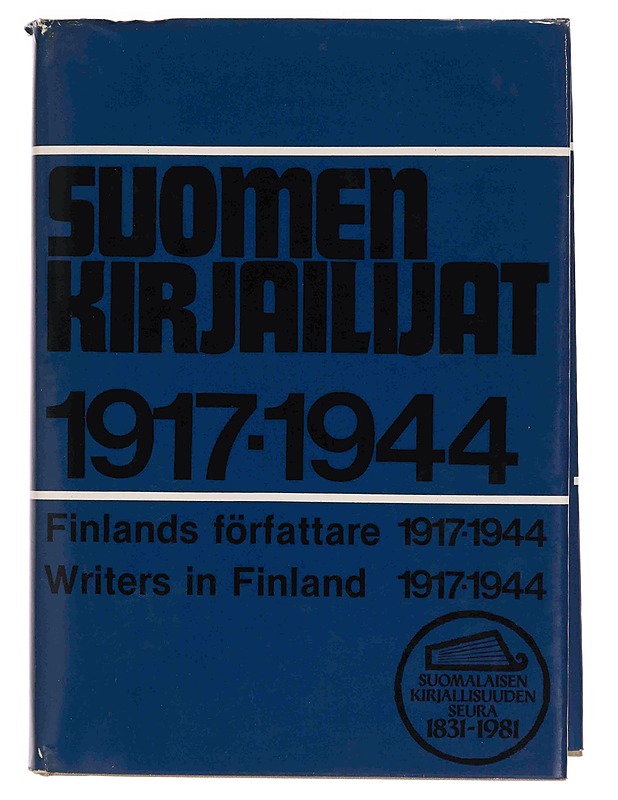 SUOMEN
KIRJAILIJAT
1917·1944
Finlands författare 1917·1944
Writers in Finland 1917·1944
SUOMALAISEN
KIRJALLISUUDEN
SEURA
1831-1981